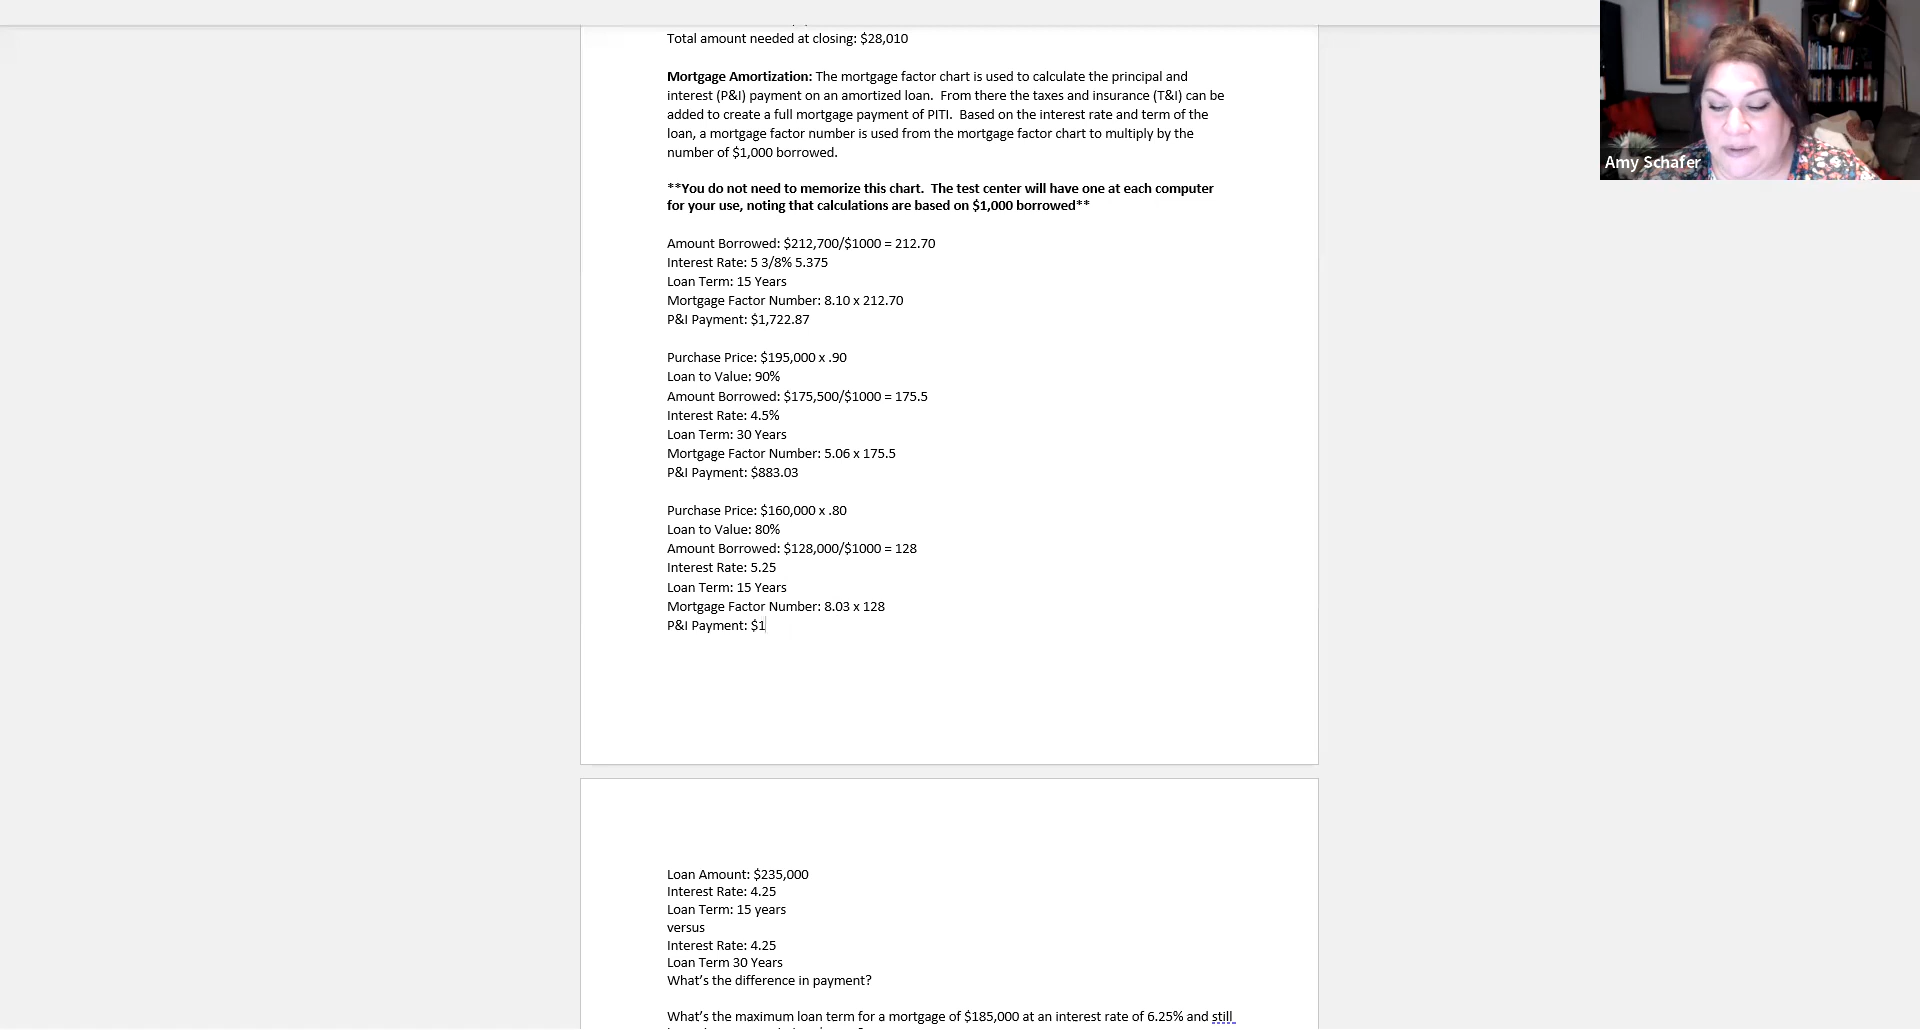 Total amount needed at closing: $28,010
Mortgage Amortization: The mortgage factor chart is used to calculate the principal and
interest (P&I) payment on an amortized loan.  From there the taxes and insurance (T&I) can be
added to create a full mortgage payment of PITI.  Based on the interest rate and term of the
loan, a mortgage factor number is used from the mortgage factor chart to multiply by the
number of $1,000 borrowed.
**You do not need to memorize this chart.  The test center will have one at each computer
for your use, noting that calculations are based on $1,000 borrowed**
Amount Borrowed: $212,700/$1000 = 212.70
Interest Rate: 5 3/8% 5.375
Loan Term: 15 Years
Mortgage Factor Number: 8.10 x 212.70
P&I Payment: $1,722.87
Purchase Price: $195,000 x .90
Loan to Value: 90%
Amount Borrowed: $175,500/$1000 = 175.5
Interest Rate: 4.5%
Loan Term: 30 Years
Mortgage Factor Number: 5.06 x 175.5
P&I Payment: $883.03
Purchase Price: $160,000 x .80
Loan to Value: 80%
Amount Borrowed: $128,000/$1000 = 128
Interest Rate: 5.25
Loan Term: 15 Years
Mortgage Factor Number: 8.03 x 128
P&I Payment: $1
Loan Amount: $235,000
Interest Rate: 4.25
Loan Term: 15 years
versus
Interest Rate: 4.25
Loan Term 30 Years
What's the difference in payment?
What's the maximum loan term for a mortgage of $185,000 at an interest rate of 6.25% and still
Amy Schafer